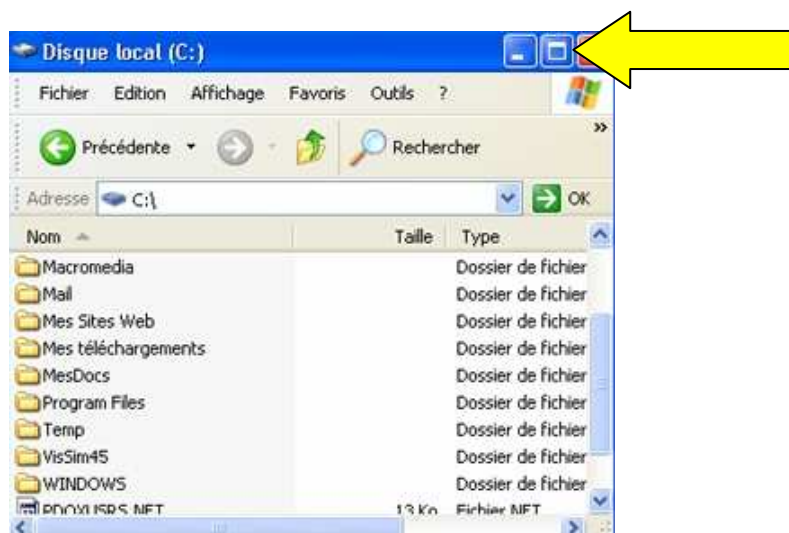 Disque local (C:)
Fichier Edition Affichage Favoris Outils ?
Précédente Rechercher »
Adresse C:\ OK
Nom Taille Type
Macromedia Dossier de fichier
Mail Dossier de fichier
Mes Sites Web Dossier de fichier
Mes téléchargements Dossier de fichier
MesDocs Dossier de fichier
Program Files Dossier de fichier
Temp Dossier de fichier
VisSim45 Dossier de fichier
WINDOWS Dossier de fichier
PDOXUSRS.NET 13 Ko Fichier NET